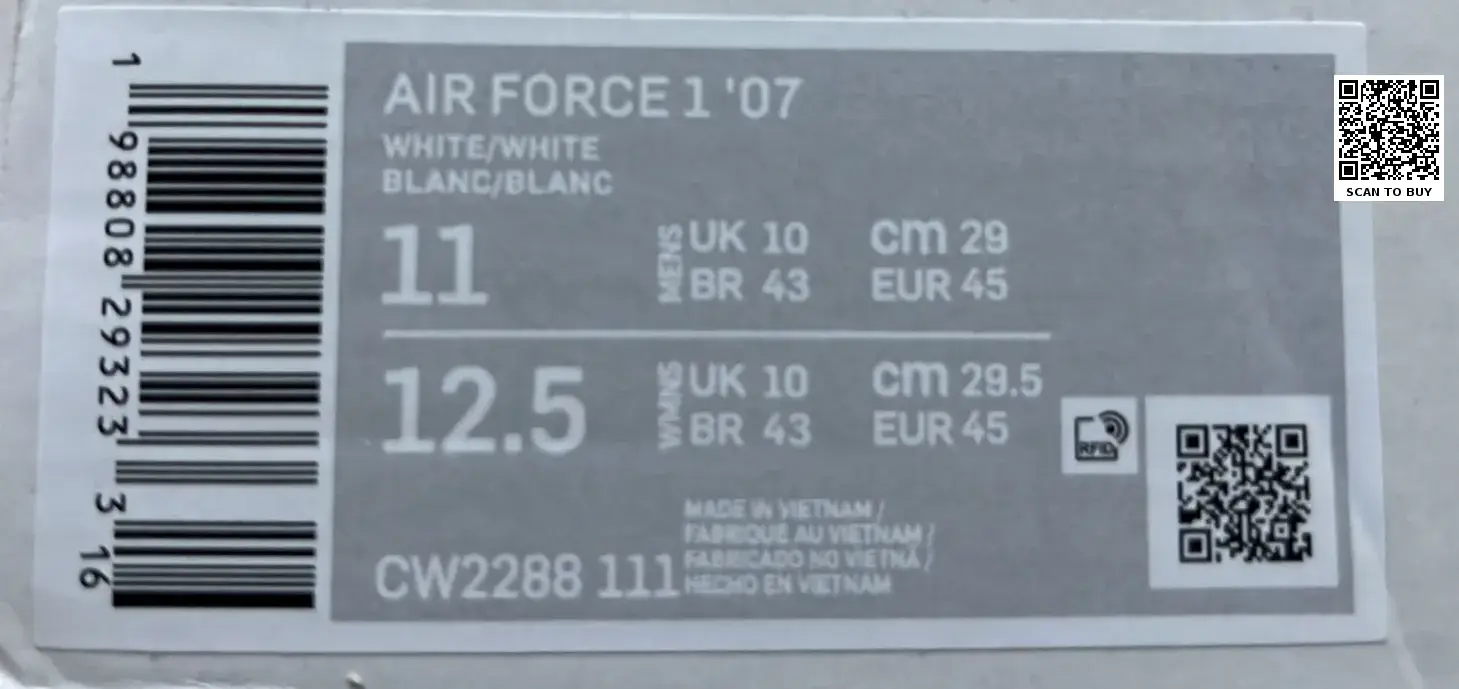 AIR FORCE 1 '07
WHITE/WHITE
BLANC/BLANC
11
MENS
UK 10
cm 29
BR 43
EUR 45
12.5
WMNS
UK 10
cm 29.5
BR 43
EUR 45
RFID
CW2288 111
MADE IN VIETNAM /
FABRIQUÉ AU VIETNAM /
FABRICADO NO VIETNÃ /
HECHO EN VIETNAM
1 98808 29323 3 16
SCAN TO BUY